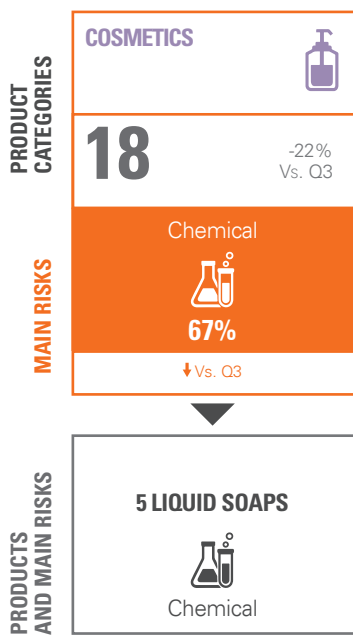 PRODUCT
CATEGORIES
COSMETICS
18
-22%
Vs. Q3
MAIN RISKS
Chemical
67%
Vs. Q3
PRODUCTS
AND MAIN RISKS
5 LIQUID SOAPS
Chemical